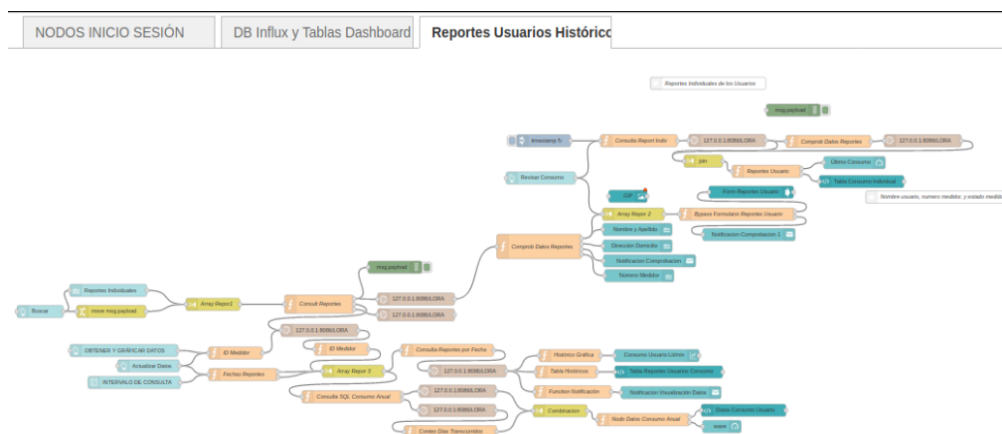 NODOS INICIO SESIÓN
DB Influx y Tablas Dashboard
Reportes Usuarios Histórico
Reportes Individuales de los Usuarios
msg.payload
timestamp ↻
Consulta Report Indiv
127.0.0.1:8086/LORA
Comprob Datos Reportes
127.0.0.1:8086/LORA
join
Último Consumo
Revisar Consumo
Reportes Usuario
Tabla Consumo Individual
Form Reportes Usuario
Nombre usuario, numero medidor, y estado medido
Array Repor 2
Bypass Formulario Reportes Usuario
Nombre y Apellido
Notificacion Comprobacion 1
Comprob Datos Reportes
Dirección Domicilio
Notificacion Comprobacion
msg.payload
Número Medidor
Reportes Individuales
127.0.0.1:8086/LORA
Buscar
move msg.payload
Array Repor1
Consult Reportes
127.0.0.1:8086/LORA
127.0.0.1:8086/LORA
OBTENER Y GRÁFICAR DATOS
ID Medidor
ID Medidor
Consulta Reportes por Fecha
Historico Gráfica
Consumo Usuario Lt/min
Actualizar Datos
Fechas Reportes
Array Repor 3
127.0.0.1:8086/LORA
Tabla Históricos
Tabla Reportes Usuarios Consumo
INTERVALO DE CONSULTA
Consulta SQL Consumo Anual
127.0.0.1:8086/LORA
Function Notificación
Notificacion Visualización Datos
127.0.0.1:8086/LORA
Combinacion
Datos Consumo Usuario
Node Datos Consumo Anual
Conteo Días Transcurridos